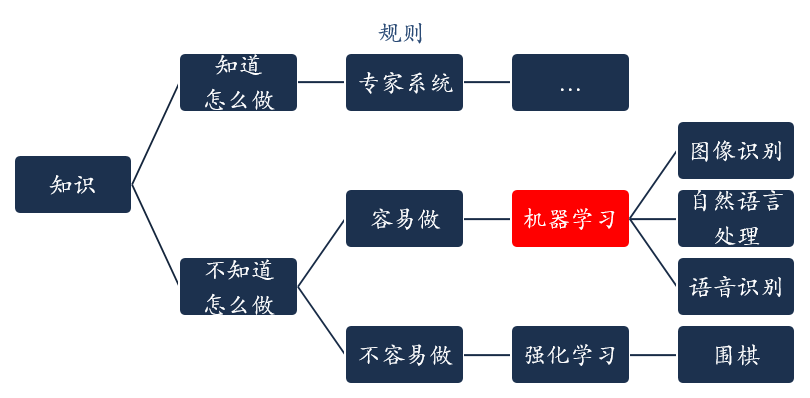 规则
知道
怎么做
专家系统
...
知识
不知道
怎么做
容易做
机器学习
图像识别
自然语言
处理
语音识别
不容易做
强化学习
围棋